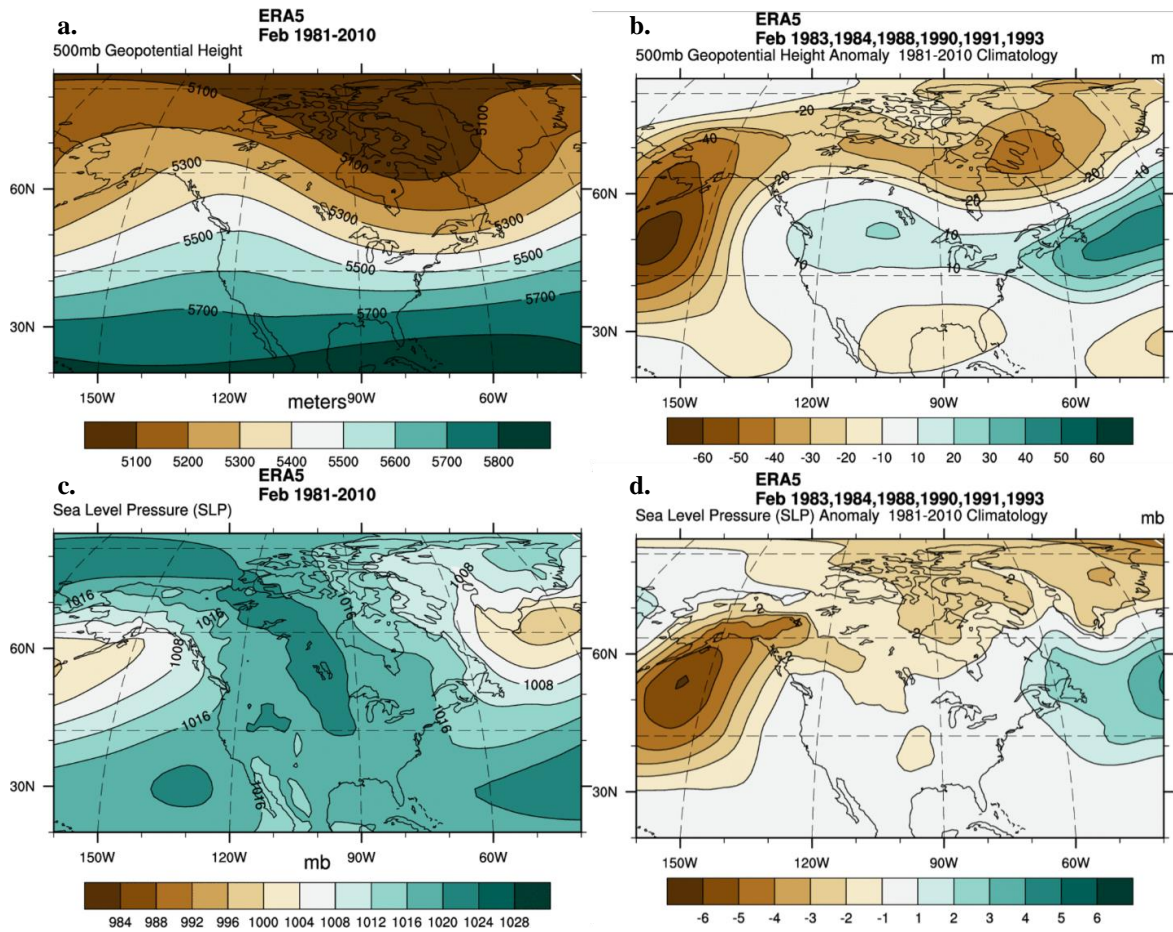 a.
ERA5
Feb 1981-2010
500mb Geopotential Height
5100
5100
5100
5300
5300
5300
5500
5500
5500
5700
5700
5700
60N
30N
150W
120W
90W
60W
meters
5100 5200 5300 5400 5500 5600 5700 5800
b.
ERA5
Feb 1983,1984,1988,1990,1991,1993
500mb Geopotential Height Anomaly 1981-2010 Climatology
m
-20
-40
-20
-20
-20
-10
10
10
10
60N
30N
150W
120W
90W
60W
-60 -50 -40 -30 -20 -10 10 20 30 40 50 60
c.
ERA5
Feb 1981-2010
Sea Level Pressure (SLP)
1016
1016
1016
1008
1008
1008
1016
1016
1016
60N
30N
150W
120W
90W
60W
mb
984 988 992 996 1000 1004 1008 1012 1016 1020 1024 1028
d.
ERA5
Feb 1983,1984,1988,1990,1991,1993
Sea Level Pressure (SLP) Anomaly 1981-2010 Climatology
mb
-2
-2
-2
-2
60N
30N
150W
120W
90W
60W
-6 -5 -4 -3 -2 -1 1 2 3 4 5 6